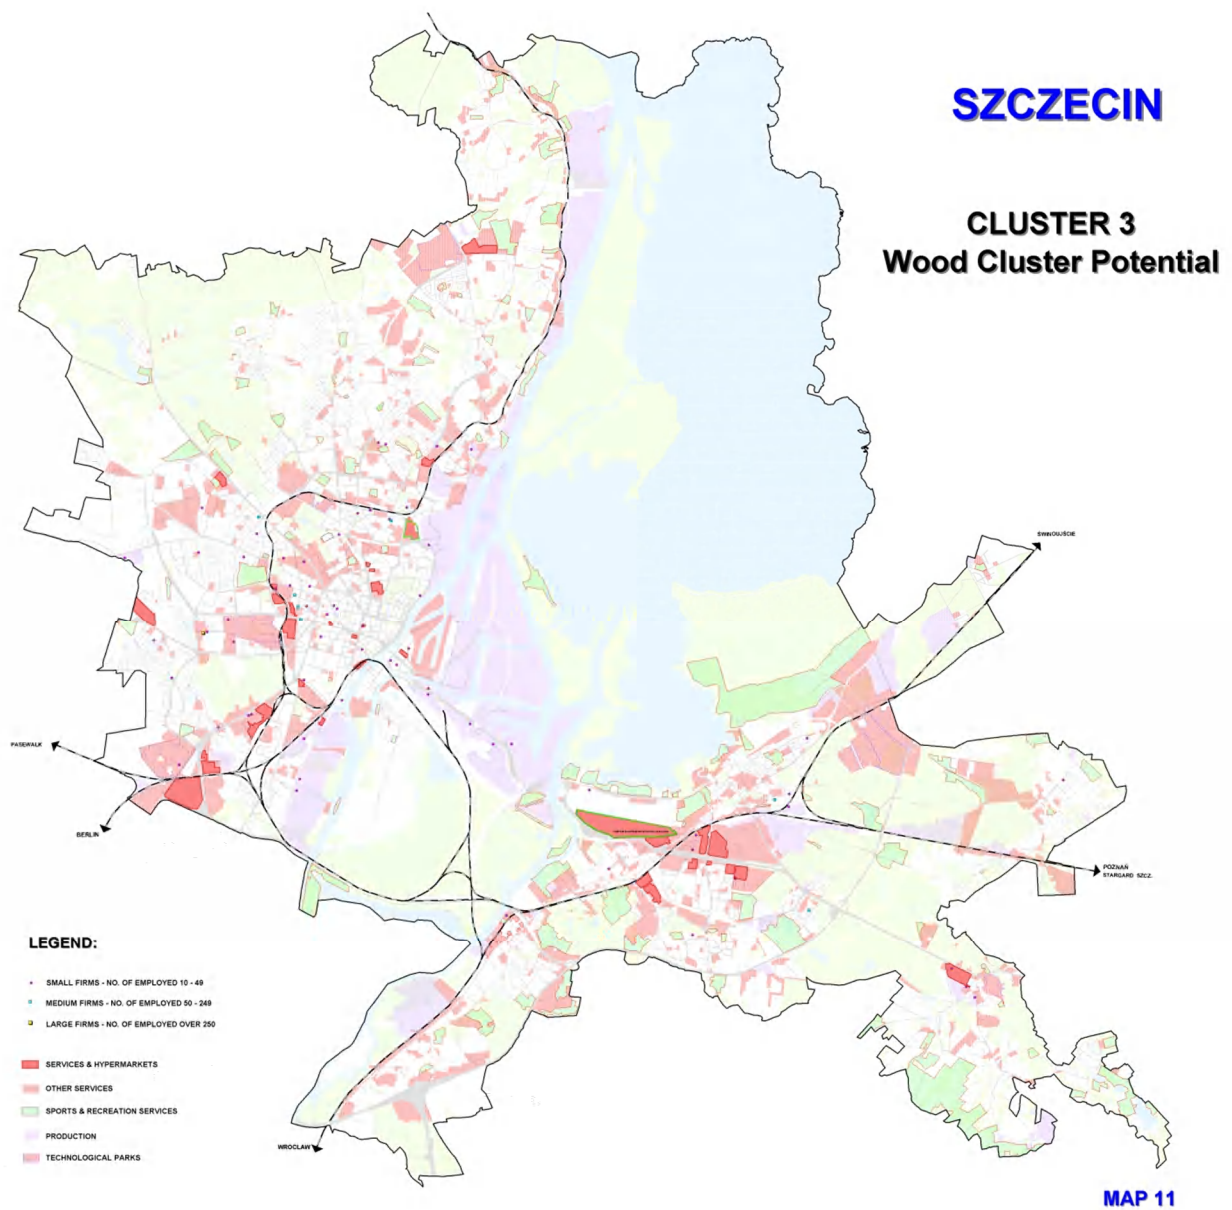 SZCZECIN
CLUSTER 3
Wood Cluster Potential
ŚWINOUJŚCIE
PASEWALK
BERLIN
POZNAŃ
STARGARD SZCZ.
WROCŁAW
LEGEND:
SMALL FIRMS - NO. OF EMPLOYED 10 - 49
MEDIUM FIRMS - NO. OF EMPLOYED 50 - 249
LARGE FIRMS - NO. OF EMPLOYED OVER 250
SERVICES & HYPERMARKETS
OTHER SERVICES
SPORTS & RECREATION SERVICES
PRODUCTION
TECHNOLOGICAL PARKS
MAP 11